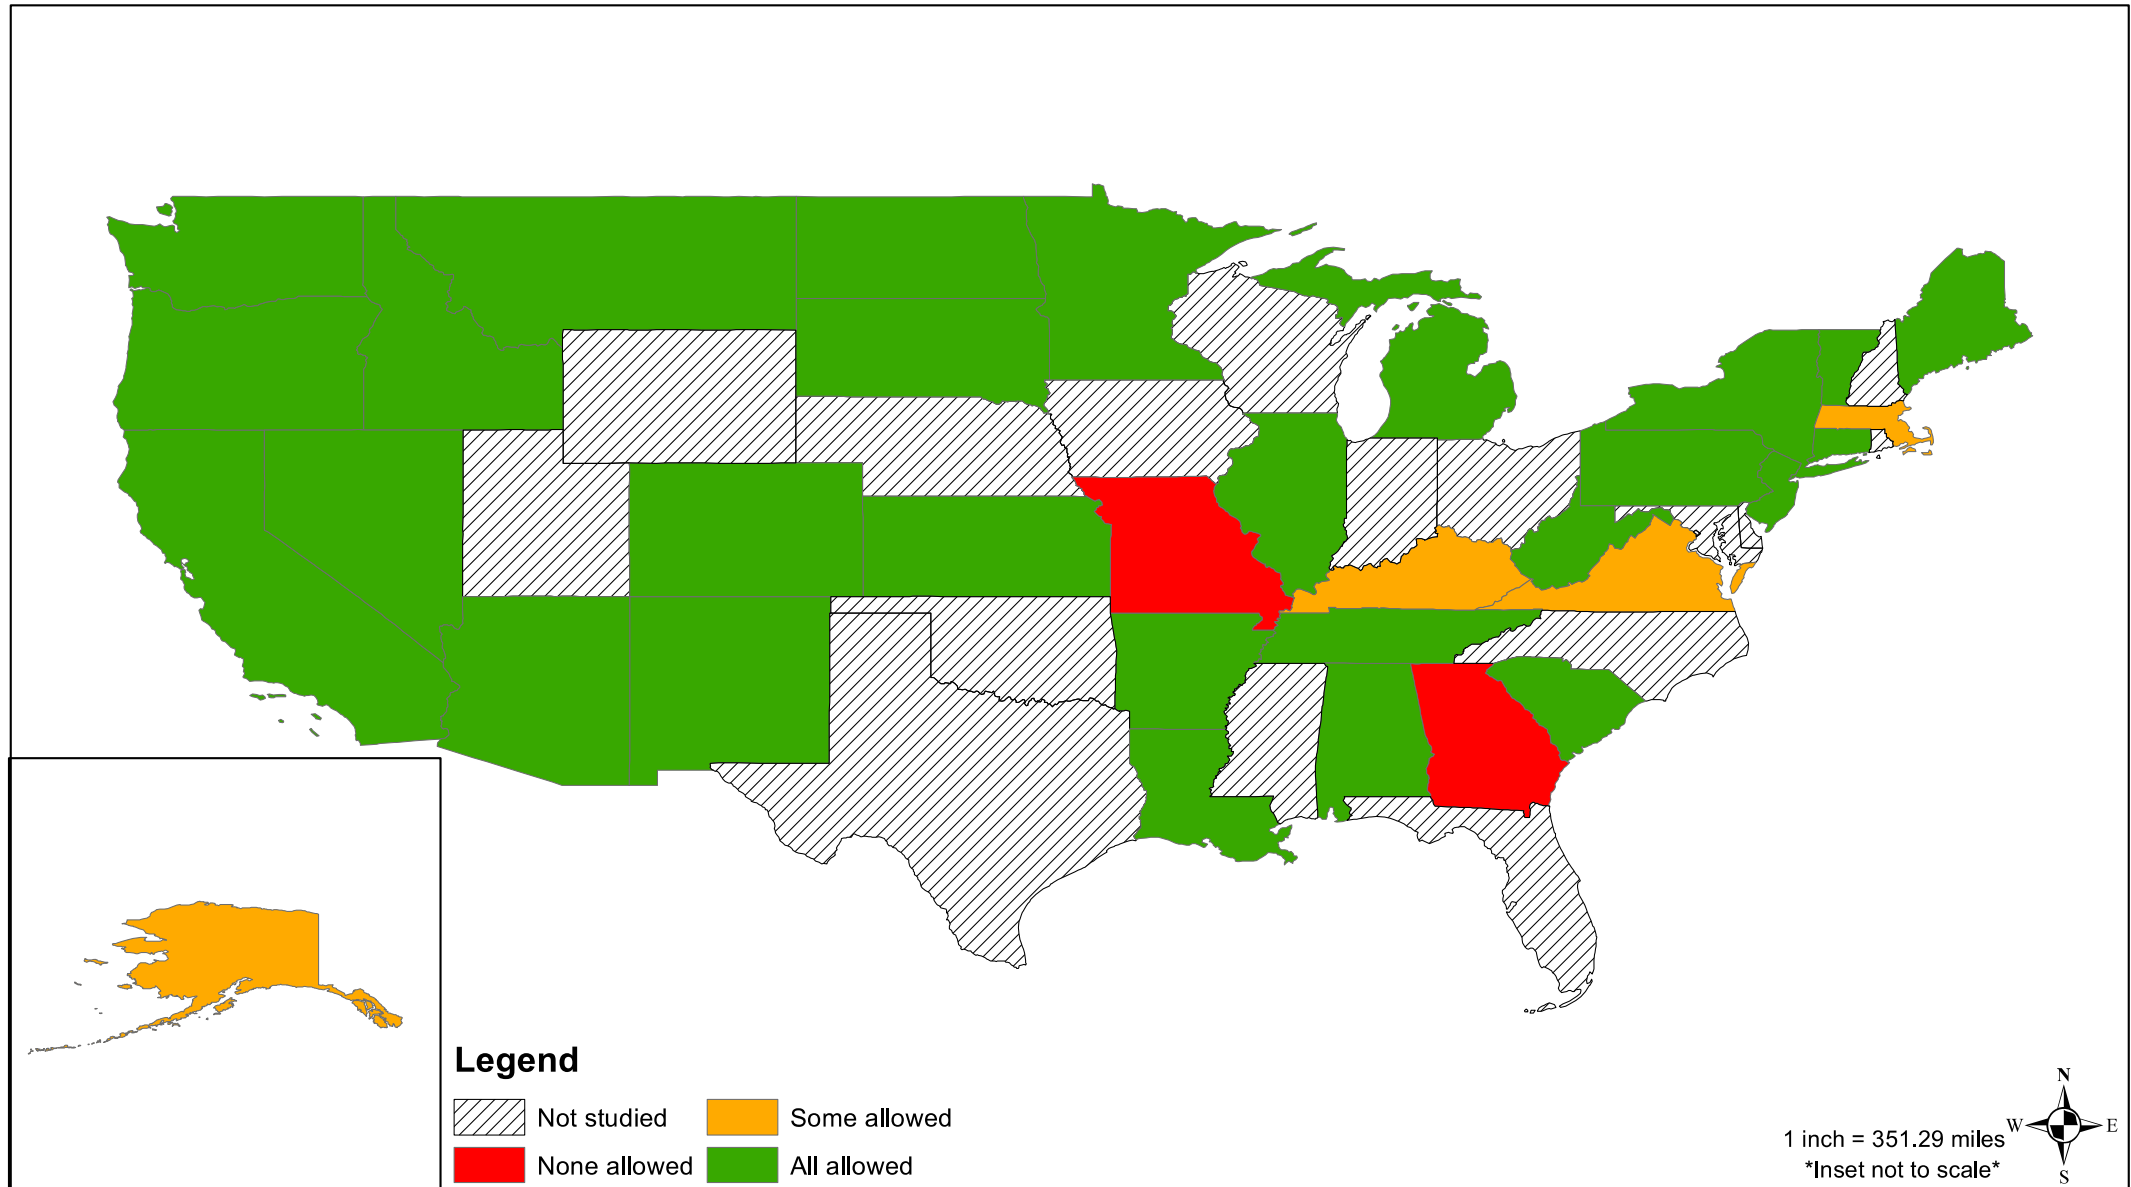 Legend
Not studied
Some allowed
None allowed
All allowed
N
W
E
S
1 inch = 351.29 miles
*Inset not to scale*